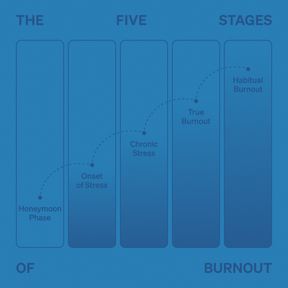 THE FIVE STAGES
Honeymoon
Phase
Onset
of Stress
Chronic
Stress
True
Burnout
Habitual
Burnout
OF BURNOUT